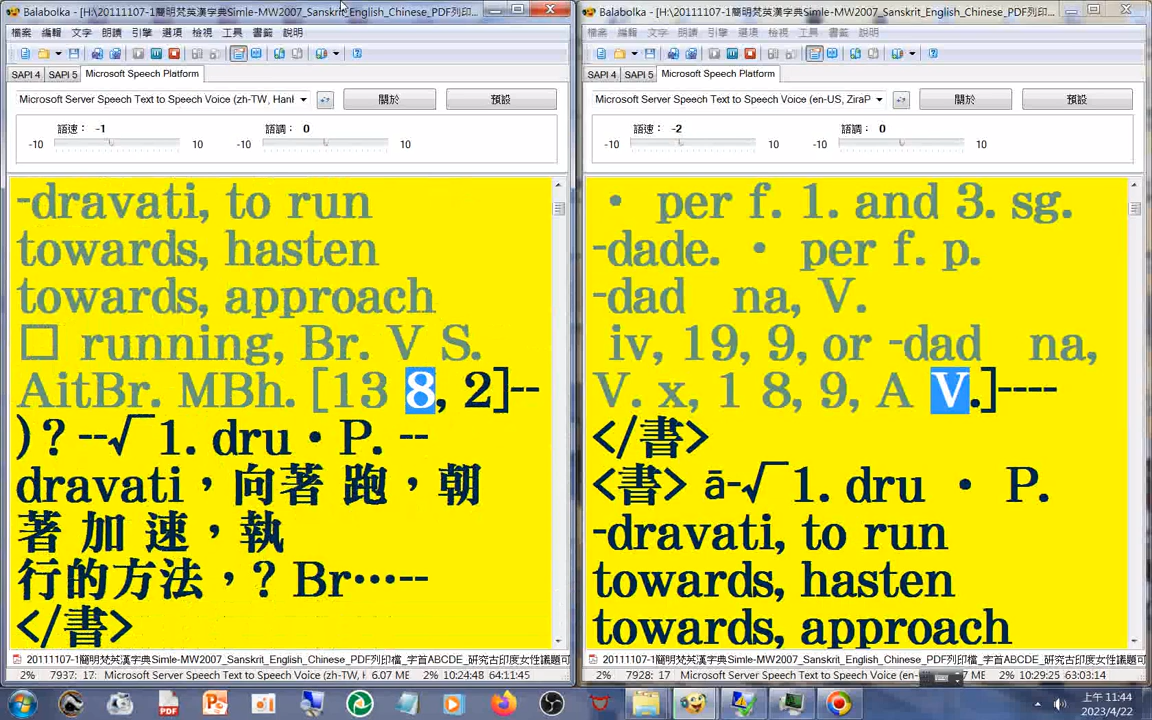 Balabolka - [H:\20111107-1簡明梵英漢字典Simle-MW2007_Sanskrit_English_Chinese_PDF列印...
檔案 編輯 文字 朗讀 引擎 選項 檢視 工具 書籤 說明
SAPI 4 SAPI 5 Microsoft Speech Platform
Microsoft Server Speech Text to Speech Voice (zh-TW, HanI
關於 預設
語速： -1 語調： 0
-10 10 -10 10
-dravati, to run
towards, hasten
towards, approach
□ running, Br. V S.
AitBr. MBh. [13 8, 2]--
)? --√1. dru・P. --
dravati，向著 跑，朝
著 加 速，執
行的方法，? Br…--
</書>
20111107-1簡明梵英漢字典Simle-MW2007_Sanskrit_English_Chinese_PDF列印檔_字首ABCDE_研究古印度女性議題可
2% 7937: 17: Microsoft Server Speech Text to Speech Voice (zh-TW, H 6.07 MB 2% 10:24:48 64:11:45
Balabolka - [H:\20111107-1簡明梵英漢字典Simle-MW2007_Sanskrit_English_Chinese_PDF列印...
檔案 編輯 文字 朗讀 引擎 選項 檢視 工具 書籤 說明
SAPI 4 SAPI 5 Microsoft Speech Platform
Microsoft Server Speech Text to Speech Voice (en-US, ZiraP
關於 預設
語速： -2 語調： 0
-10 10 -10 10
・ per f. 1. and 3. sg.
-dade. ・ per f. p.
-dad na, V.
iv, 19, 9, or -dad na,
V. x, 1 8, 9, A V.]----
</書>
<書> ā-√1. dru ・ P.
-dravati, to run
towards, hasten
towards, approach
20111107-1簡明梵英漢字典Simle-MW2007_Sanskrit_English_Chinese_PDF列印檔_字首ABCDE_研究古印度女性議題可
2% 7928: 17: Microsoft Server Speech Text to Speech Voice (en-us 2% 10:29:25 63:03:14
上午 11:44
2023/4/22